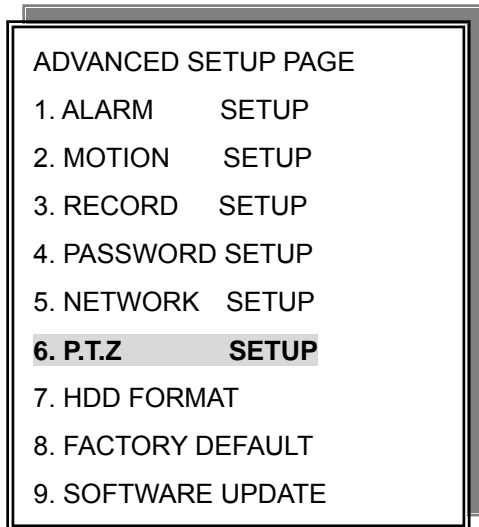 ADVANCED SETUP PAGE
1. ALARM SETUP
2. MOTION SETUP
3. RECORD SETUP
4. PASSWORD SETUP
5. NETWORK SETUP
6. P.T.Z SETUP
7. HDD FORMAT
8. FACTORY DEFAULT
9. SOFTWARE UPDATE